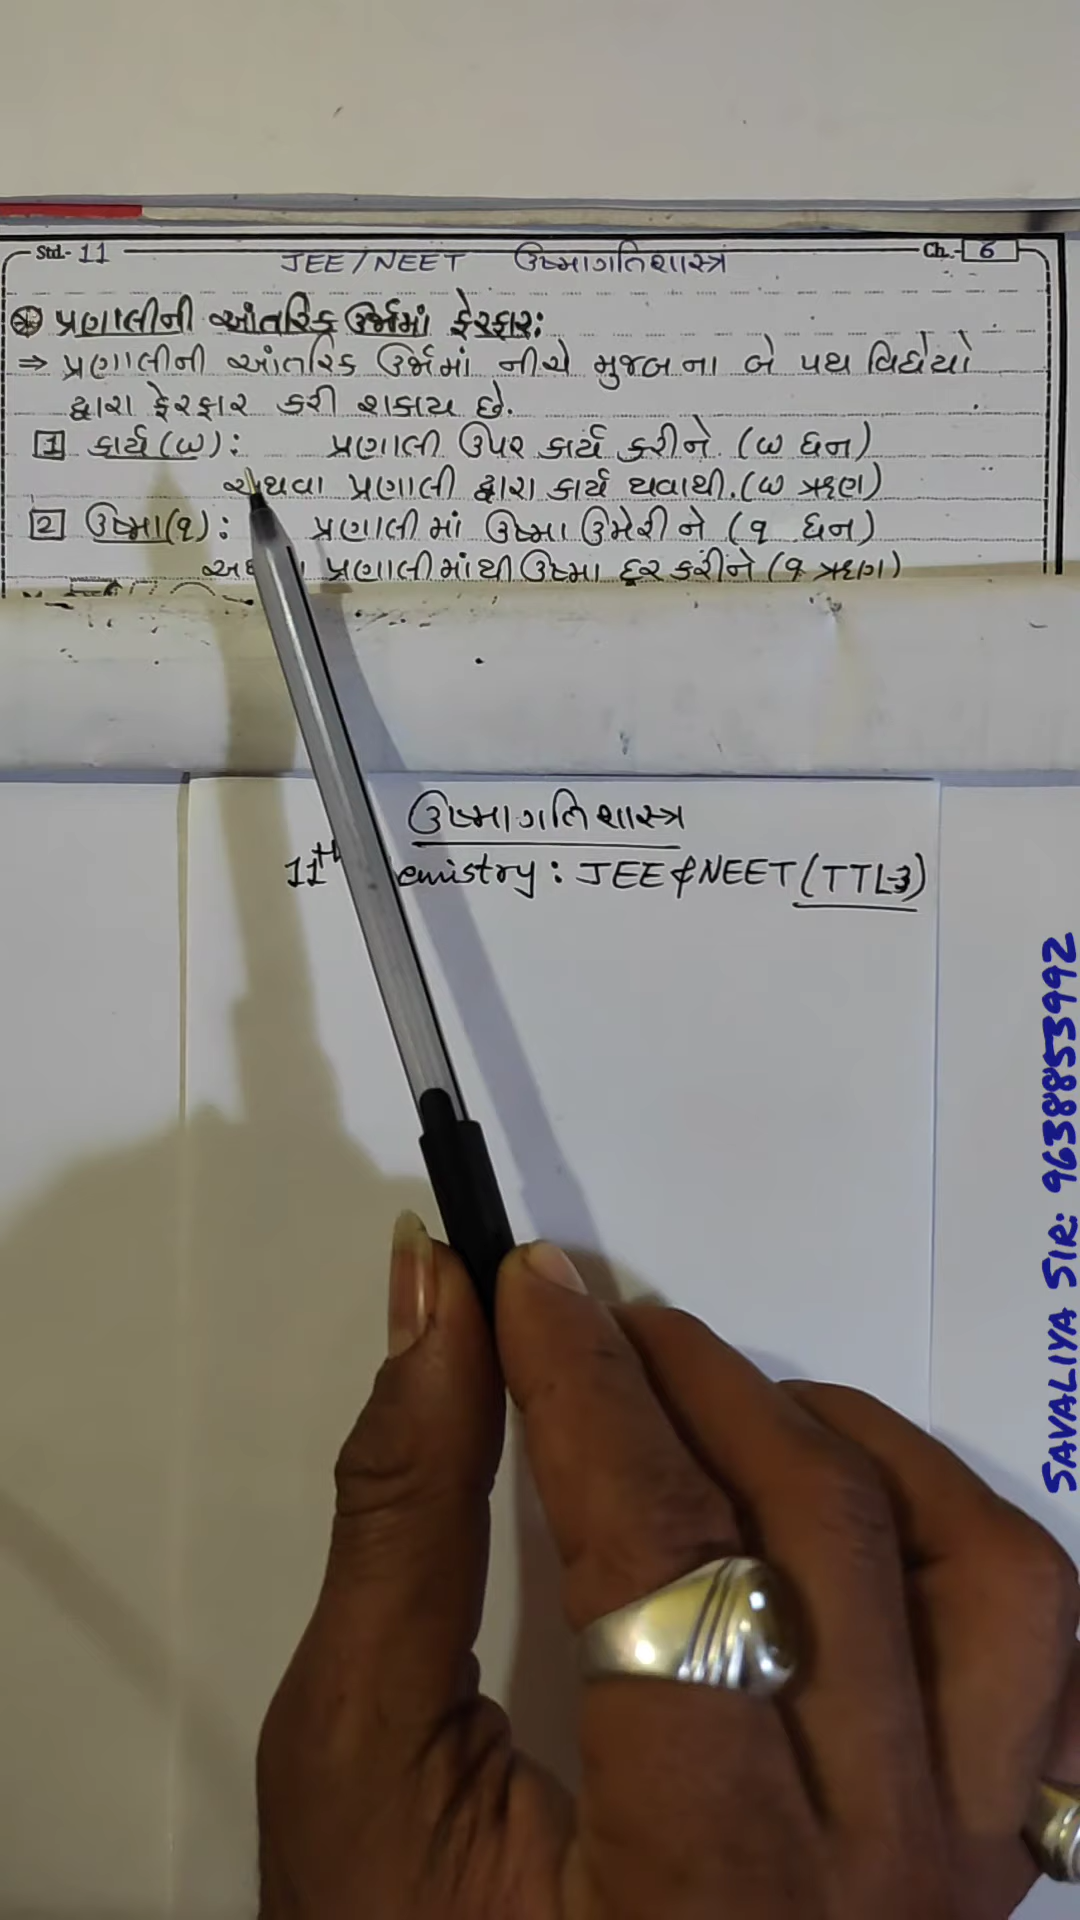 Std.- 11 JEE/NEET ઉષ્માગતિશાસ્ત્ર Ch.- 6
પ્રણાલીની આંતરિક ઉર્જામાં ફેરફાર:
⇒ પ્રણાલીની આંતરિક ઉર્જામાં નીચે મુજબના બે પથ વિધેયો
દ્વારા ફેરફાર કરી શકાય છે.
1 કાર્ય (w): પ્રણાલી ઉપર કાર્ય કરીને (w ધન)
અથવા પ્રણાલી દ્વારા કાર્ય થવાથી. (w ઋણ)
2 ઉષ્મા (q): પ્રણાલીમાં ઉષ્મા ઉમેરીને (q ધન)
પ્રણાલીમાંથી ઉષ્મા દૂર કરીને (q ઋણ)
ઉષ્માગતિશાસ્ત્ર
11th emistry: JEE & NEET (TTL-3)
SAVALIYA SIR: 9638853992